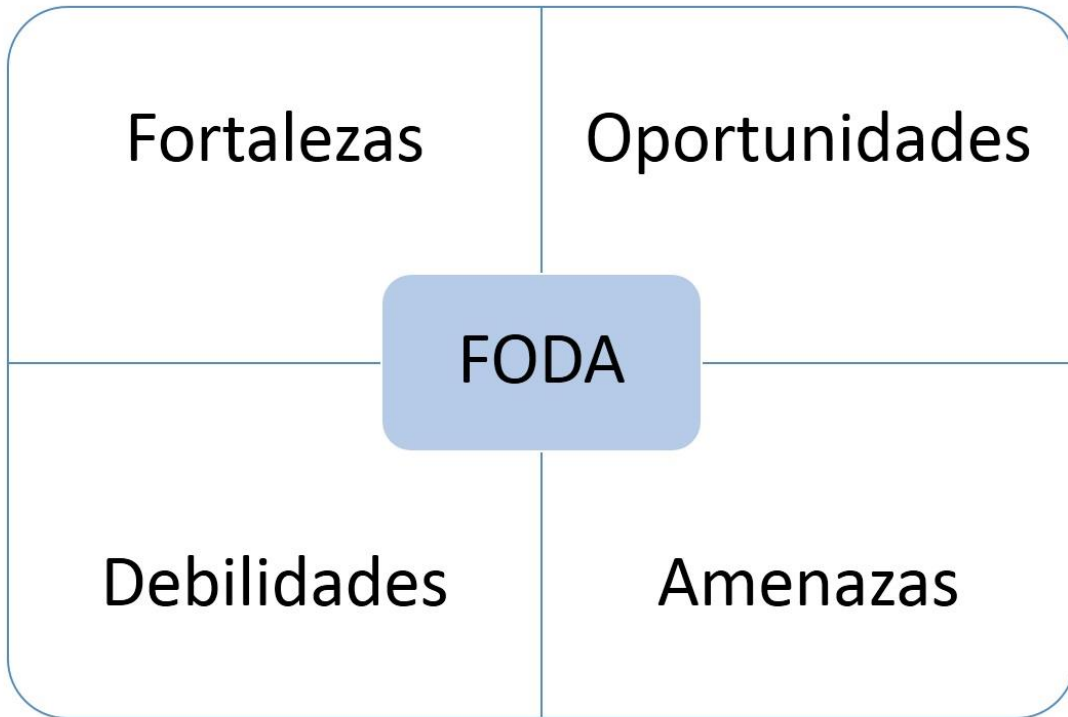 Fortalezas
Oportunidades
FODA
Debilidades
Amenazas